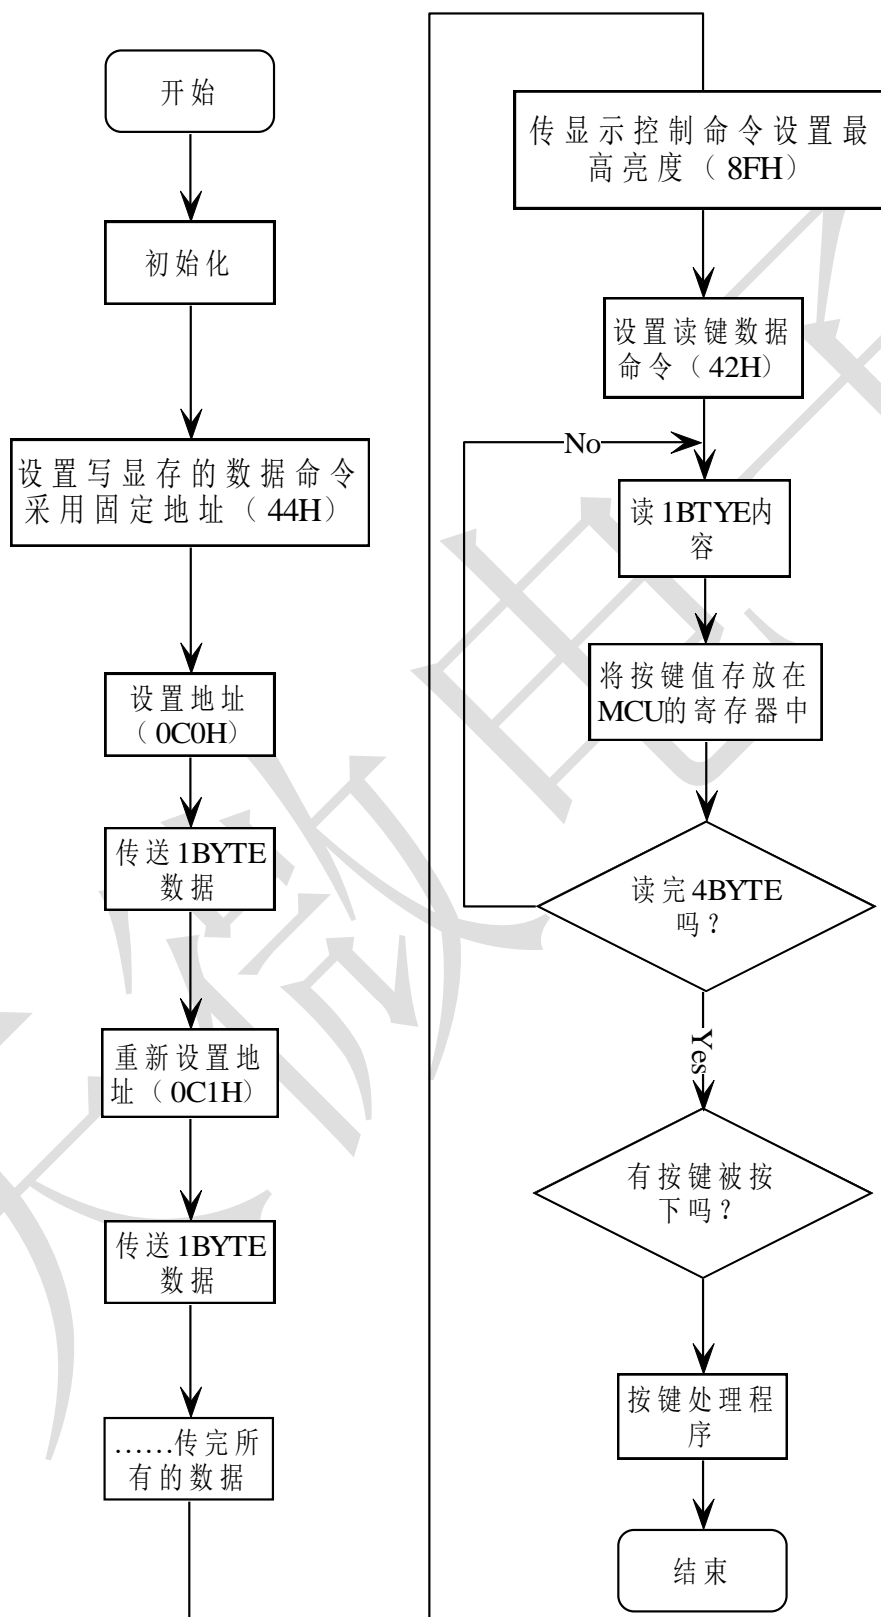 开始
初始化
设置写显存的数据命令
采用固定地址（44H）
设置地址
（0C0H）
传送1BYTE
数据
重新设置地
址（0C1H）
传送1BYTE
数据
……传完所
有的数据
传显示控制命令设置最
高亮度（8FH）
设置读键数据
命令（42H）
No
读1BTYE内
容
将按键值存放在
MCU的寄存器中
读完4BYTE
吗？
Yes
有按键被按
下吗？
按键处理程
序
结束